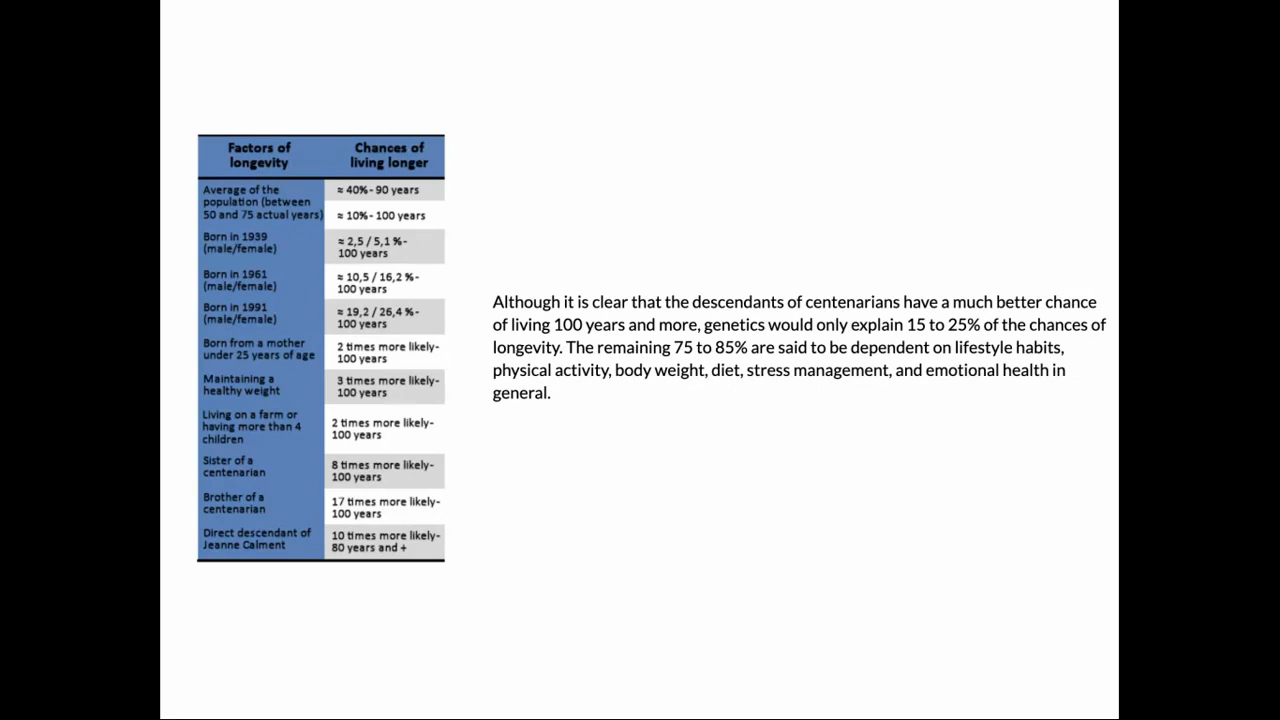 Factors of longevity
Chances of living longer
Average of the
population (between
50 and 75 actual years)
≈ 40%- 90 years
≈ 10%- 100 years
Born in 1939
(male/female)
≈ 2,5 / 5,1 %-
100 years
Born in 1961
(male/female)
≈ 10,5 / 16,2 %-
100 years
Born in 1991
(male/female)
≈ 19,2 / 26,4 %-
100 years
Born from a mother
under 25 years of age
2 times more likely-
100 years
Maintaining a
healthy weight
3 times more likely-
100 years
Living on a farm or
having more than 4
children
2 times more likely-
100 years
Sister of a
centenarian
8 times more likely-
100 years
Brother of a
centenarian
17 times more likely-
100 years
Direct descendant of
Jeanne Calment
10 times more likely-
80 years and +
Although it is clear that the descendants of centenarians have a much better chance
of living 100 years and more, genetics would only explain 15 to 25% of the chances of
longevity. The remaining 75 to 85% are said to be dependent on lifestyle habits,
physical activity, body weight, diet, stress management, and emotional health in
general.